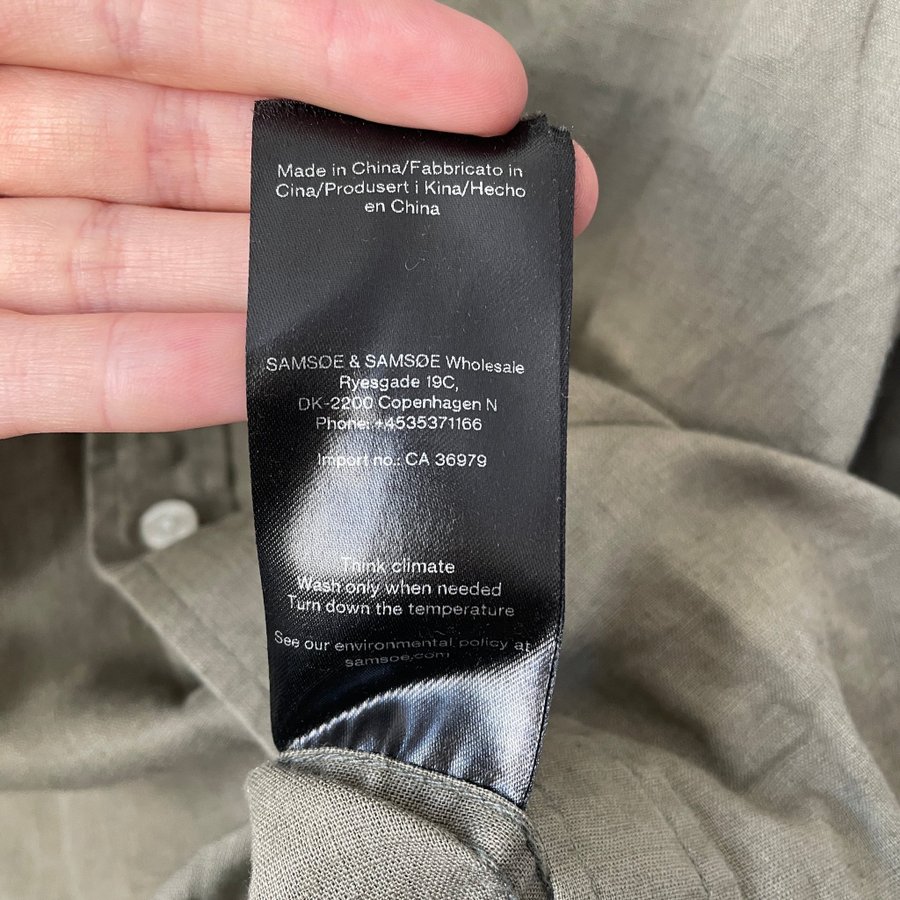 Made in China/Fabbricato in
Cina/Produsert i Kina/Hecho
en China
SAMSØE & SAMSØE Wholesale
Ryesgade 19C,
DK-2200 Copenhagen N
Phone: +4535371166
Import no.: CA 36979
Think climate
Wash only when needed
Turn down the temperature
See our environmental policy at
samsoe.com